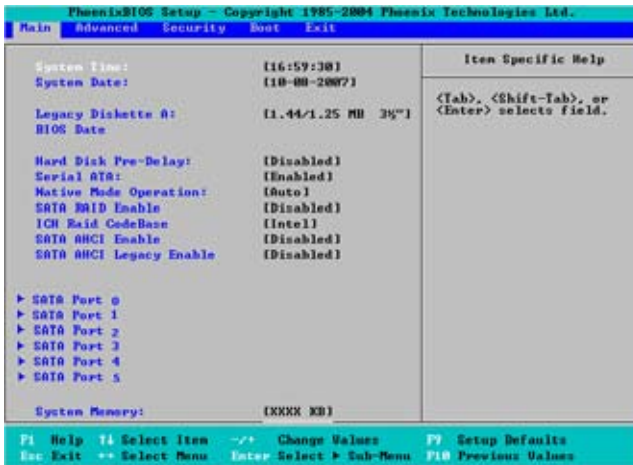 PhoenixBIOS Setup - Copyright 1985-2004 Phoenix Technologies Ltd.
Main Advanced Security Boot Exit
Item Specific Help
System Time: [16:59:30]
System Date: [10-08-2007]
<Tab>, <Shift-Tab>, or
<Enter> selects field.
Legacy Diskette A: [1.44/1.25 MB 3½"]
BIOS Date
Hard Disk Pre-Delay: [Disabled]
Serial ATA: [Enabled]
Native Mode Operation: [Auto]
SATA RAID Enable [Disabled]
ICH Raid CodeBase [Intel]
SATA AHCI Enable [Disabled]
SATA AHCI Legacy Enable [Disabled]
▶ SATA Port 0
▶ SATA Port 1
▶ SATA Port 2
▶ SATA Port 3
▶ SATA Port 4
▶ SATA Port 5
System Memory: [XXXX KB]
F1 Help ↑↓ Select Item -/+ Change Values F9 Setup Defaults
Esc Exit ↔ Select Menu Enter Select ▶ Sub-Menu F10 Previous Values